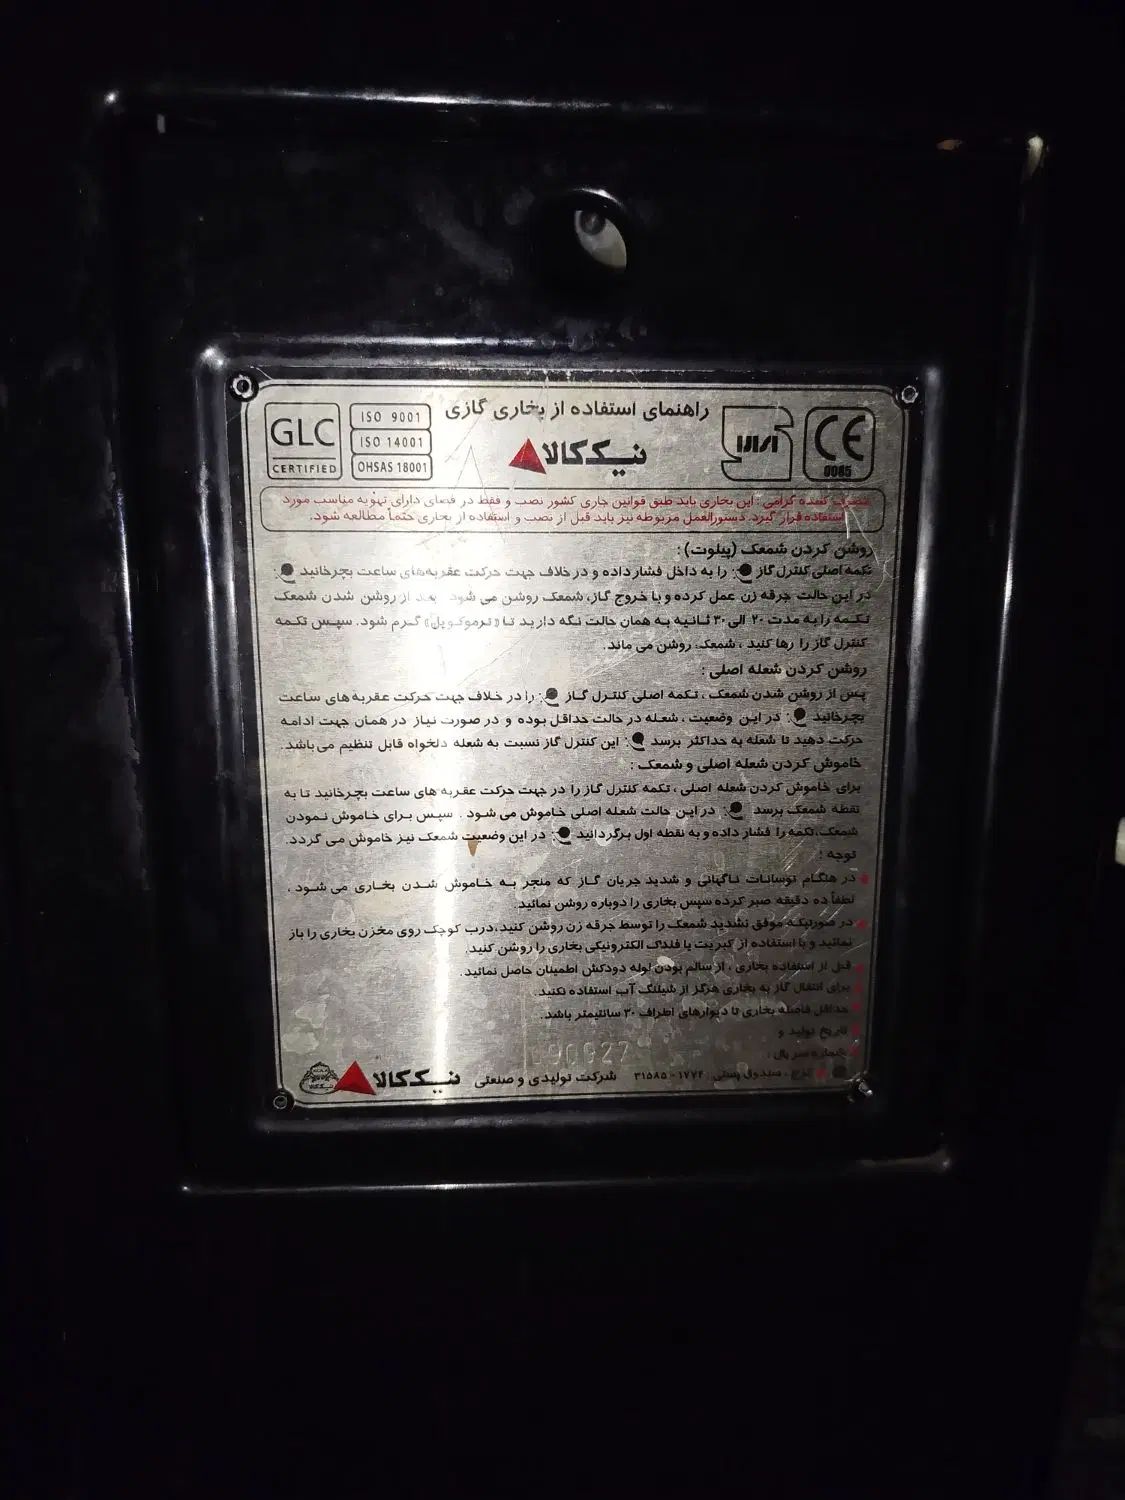 GLC
CERTIFIED
ISO 9001
ISO 14001
OHSAS 18001
راهنمای استفاده از بخاری گازی
نیک‌کالا
CE
0085
مصرف کننده گرامی : این بخاری باید طبق قوانین جاری کشور نصب و فقط در فضای دارای تهویه مناسب مورد
استفاده قرار گیرد. دستورالعمل مربوطه نیز باید قبل از نصب و استفاده از بخاری حتماً مطالعه شود.
روشن کردن شمعک (پیلوت) :
تکمه اصلی کنترل گاز را به داخل فشار داده و در خلاف جهت حرکت عقربه‌های ساعت بچرخانید
در این حالت جرقه زن عمل کرده و با خروج گاز، شمعک روشن می شود. بعد از روشن شدن شمعک
تکمه را به مدت ۲۰ الی ۳۰ ثانیه به همان حالت نگه دارید تا «ترموکوپل» گرم شود. سپس تکمه
کنترل گاز را رها کنید ، شمعک روشن می ماند.
روشن کردن شعله اصلی :
پس از روشن شدن شمعک ، تکمه اصلی کنترل گاز را در خلاف جهت حرکت عقربه های ساعت
بچرخانید در این وضعیت ، شعله در حالت حداقل بوده و در صورت نیاز در همان جهت ادامه
حرکت دهید تا شعله به حداکثر برسد این کنترل گاز نسبت به شعله دلخواه قابل تنظیم می‌باشد.
خاموش کردن شعله اصلی و شمعک :
برای خاموش کردن شعله اصلی ، تکمه کنترل گاز را در جهت حرکت عقربه های ساعت بچرخانید تا به
نقطه شمعک برسد در این حالت شعله اصلی خاموش می شود . سپس برای خاموش نمودن
شمعک، تکمه را فشار داده و به نقطه اول برگردانید در این وضعیت شمعک نیز خاموش می گردد.
توجه :
در هنگام نوسانات ناگهانی و شدید جریان گاز که منجر به خاموش شدن بخاری می شود ،
لطفاً ده دقیقه صبر کرده سپس بخاری را دوباره روشن نمائید.
در صورتیکه موفق نشدید شمعک را توسط جرقه زن روشن کنید، درب کوچک روی مخزن بخاری را باز
نمائید و با استفاده از کبریت یا فندک الکترونیکی بخاری را روشن کنید.
قبل از استفاده بخاری ، از سالم بودن لوله دودکش اطمینان حاصل نمائید.
برای انتقال گاز به بخاری هرگز از شیلنگ آب استفاده نکنید.
حداقل فاصله بخاری تا دیوارهای اطراف ۳۰ سانتیمتر باشد.
تاریخ تولید و
شماره سریال :
90027
کرج ، صندوق پستی : ۱۷۷۴ - ۳۱۵۸۵ شرکت تولیدی و صنعتی نیک‌کالا